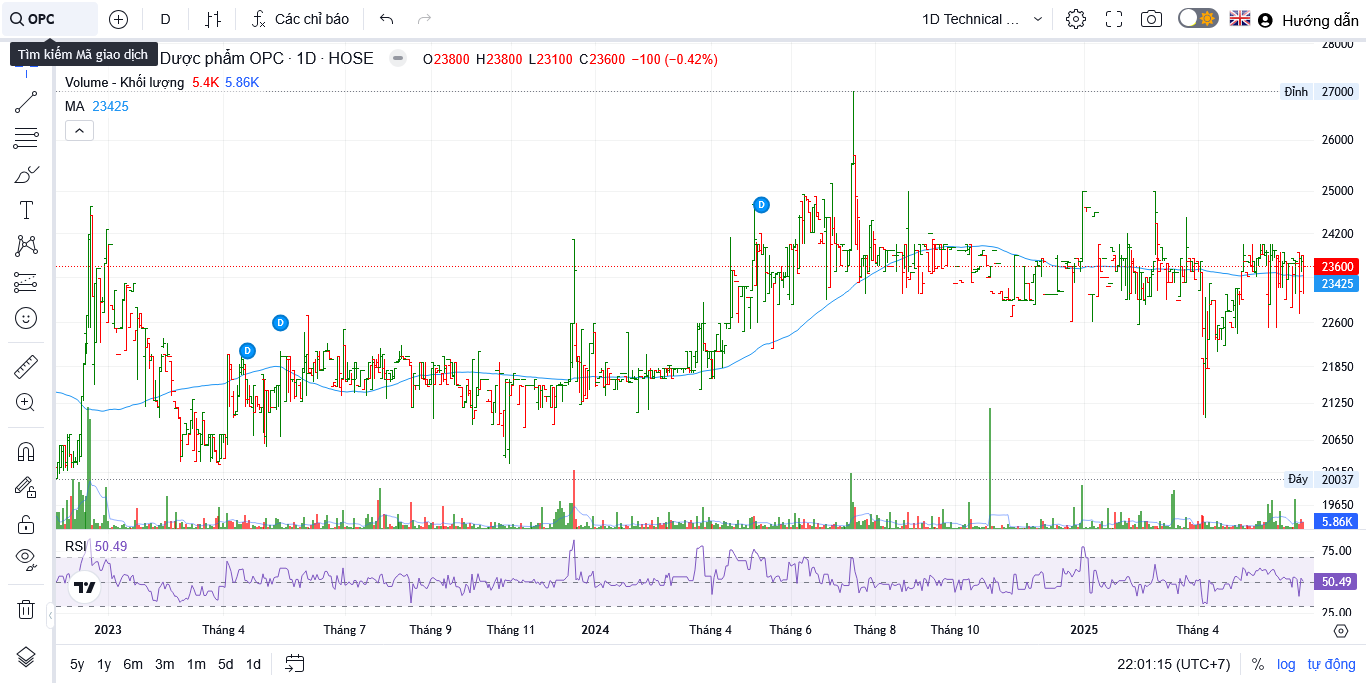 OPC D Các chỉ báo 1D Technical ... Hướng dẫn
Tìm kiếm Mã giao dịch
Dược phẩm OPC · 1D · HOSE O23800 H23800 L23100 C23600 −100 (−0.42%)
Volume - Khối lượng 5.4K 5.86K
MA 23425
28000
Đỉnh 27000
26000
25000
24200
23600
23425
22600
21850
21250
20650
20150
Đáy 20037
19650
5.86K
D
D
D
RSI 50.49
75.00
50.49
25.00
2023 Tháng 4 Tháng 7 Tháng 9 Tháng 11 2024 Tháng 4 Tháng 6 Tháng 8 Tháng 10 2025 Tháng 4
5y 1y 6m 3m 1m 5d 1d 22:01:15 (UTC+7) % log tự động